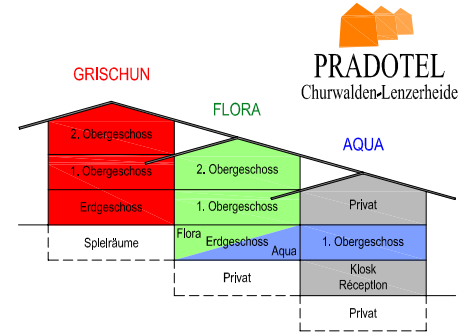 PRADOTEL
Churwalden-Lenzerheide
GRISCHUN
FLORA
AQUA
2. Obergeschoss
1. Obergeschoss
Erdgeschoss
Spielräume
2. Obergeschoss
1. Obergeschoss
Flora
Erdgeschoss
Aqua
Privat
Privat
1. Obergeschoss
Kiosk
Réception
Privat